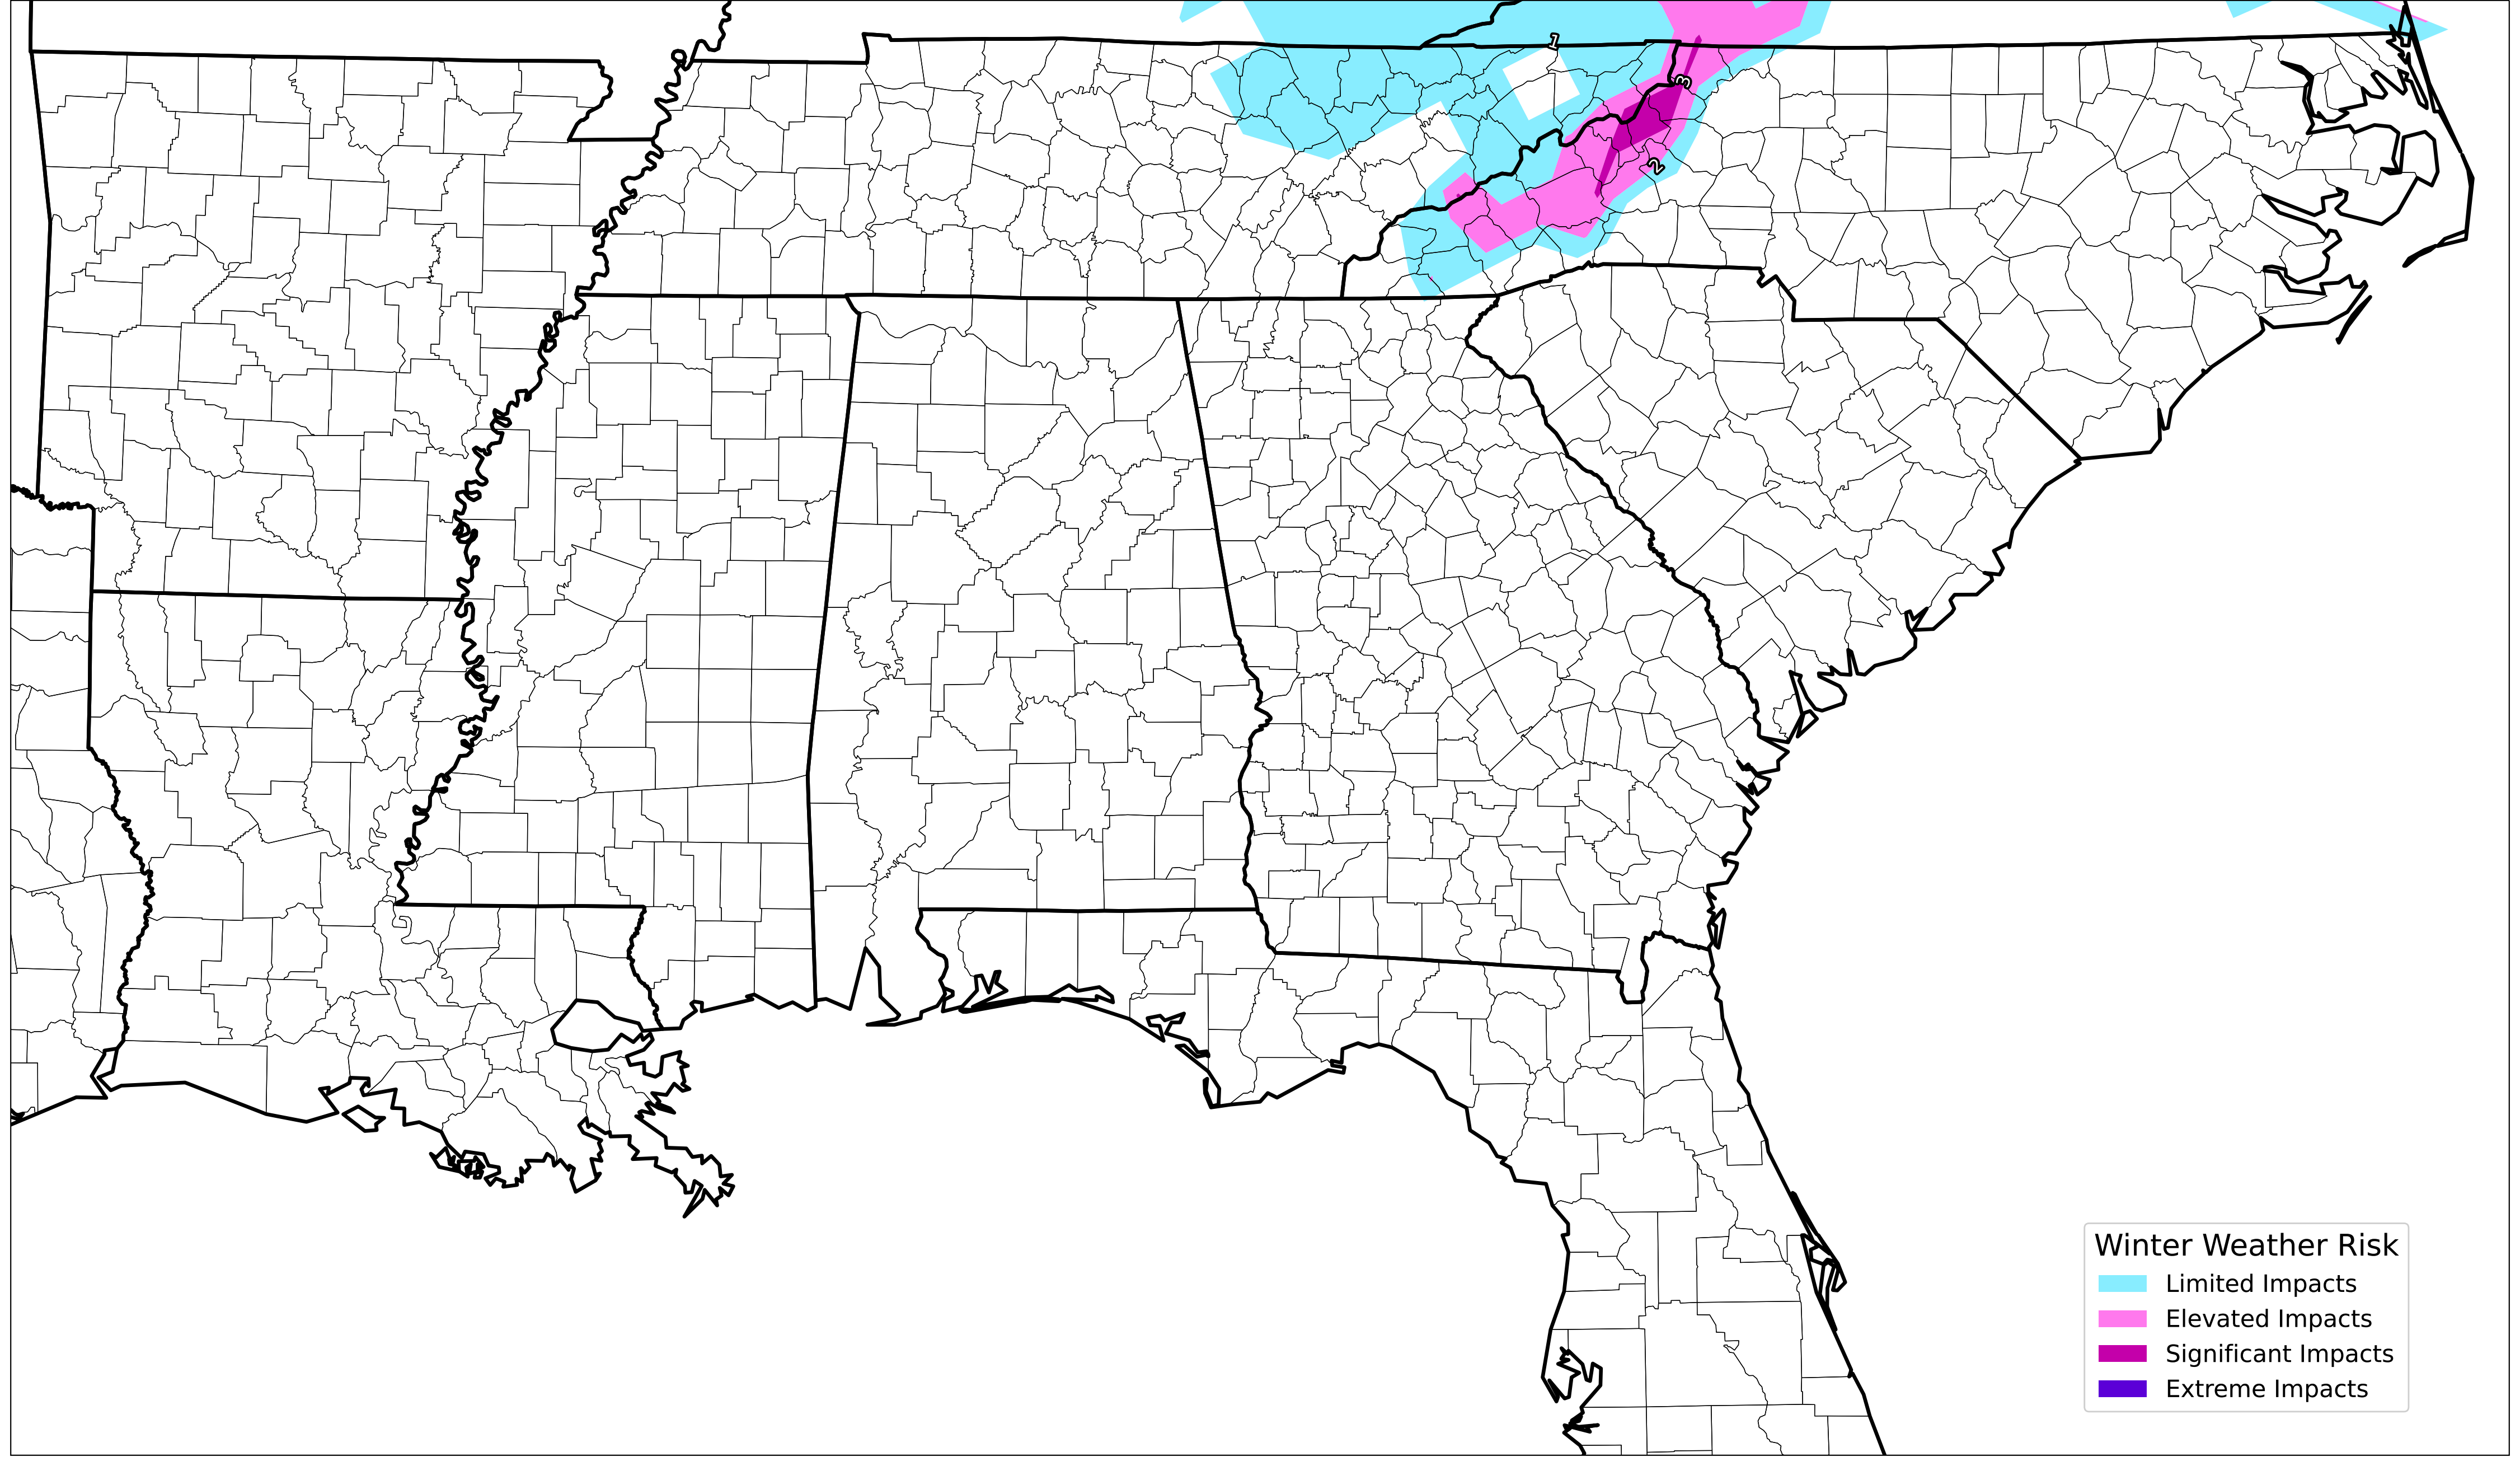 1
3
2
Winter Weather Risk
Limited Impacts
Elevated Impacts
Significant Impacts
Extreme Impacts